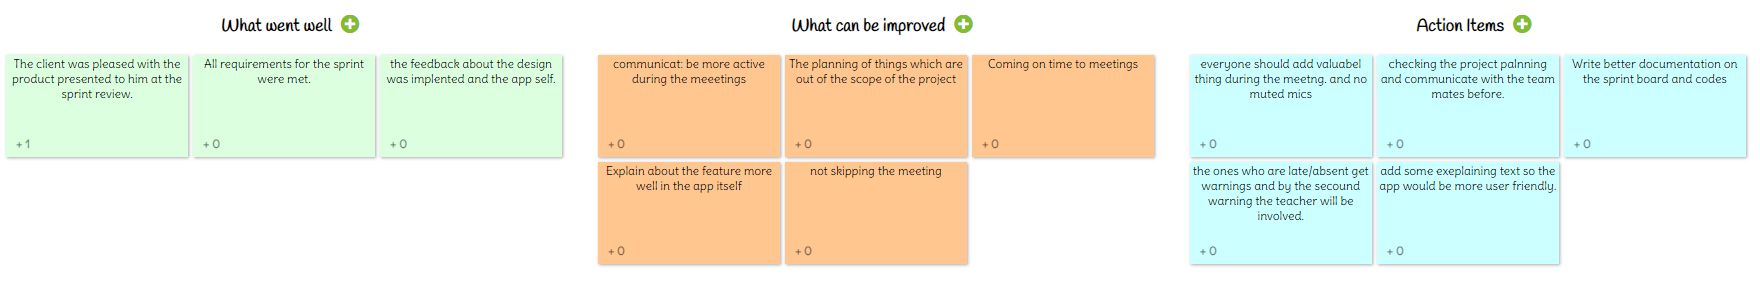 What went well
The client was pleased with the
product presented to him at the
sprint review.
+ 1
All requirements for the sprint
were met.
+ 0
the feedback about the design
was implented and the app self.
+ 0
What can be improved
communicat: be more active
during the meeetings
+ 0
The planning of things which are
out of the scope of the project
+ 0
Coming on time to meetings
+ 0
Explain about the feature more
well in the app itself
+ 0
not skipping the meeting
+ 0
Action Items
everyone should add valuabel
thing during the meetng. and no
muted mics
+ 0
checking the project palnning
and communicate with the team
mates before.
+ 0
Write better documentation on
the sprint board and codes
+ 0
the ones who are late/absent get
warnings and by the secound
warning the teacher will be
involved.
+ 0
add some exeplaining text so the
app would be more user friendly.
+ 0